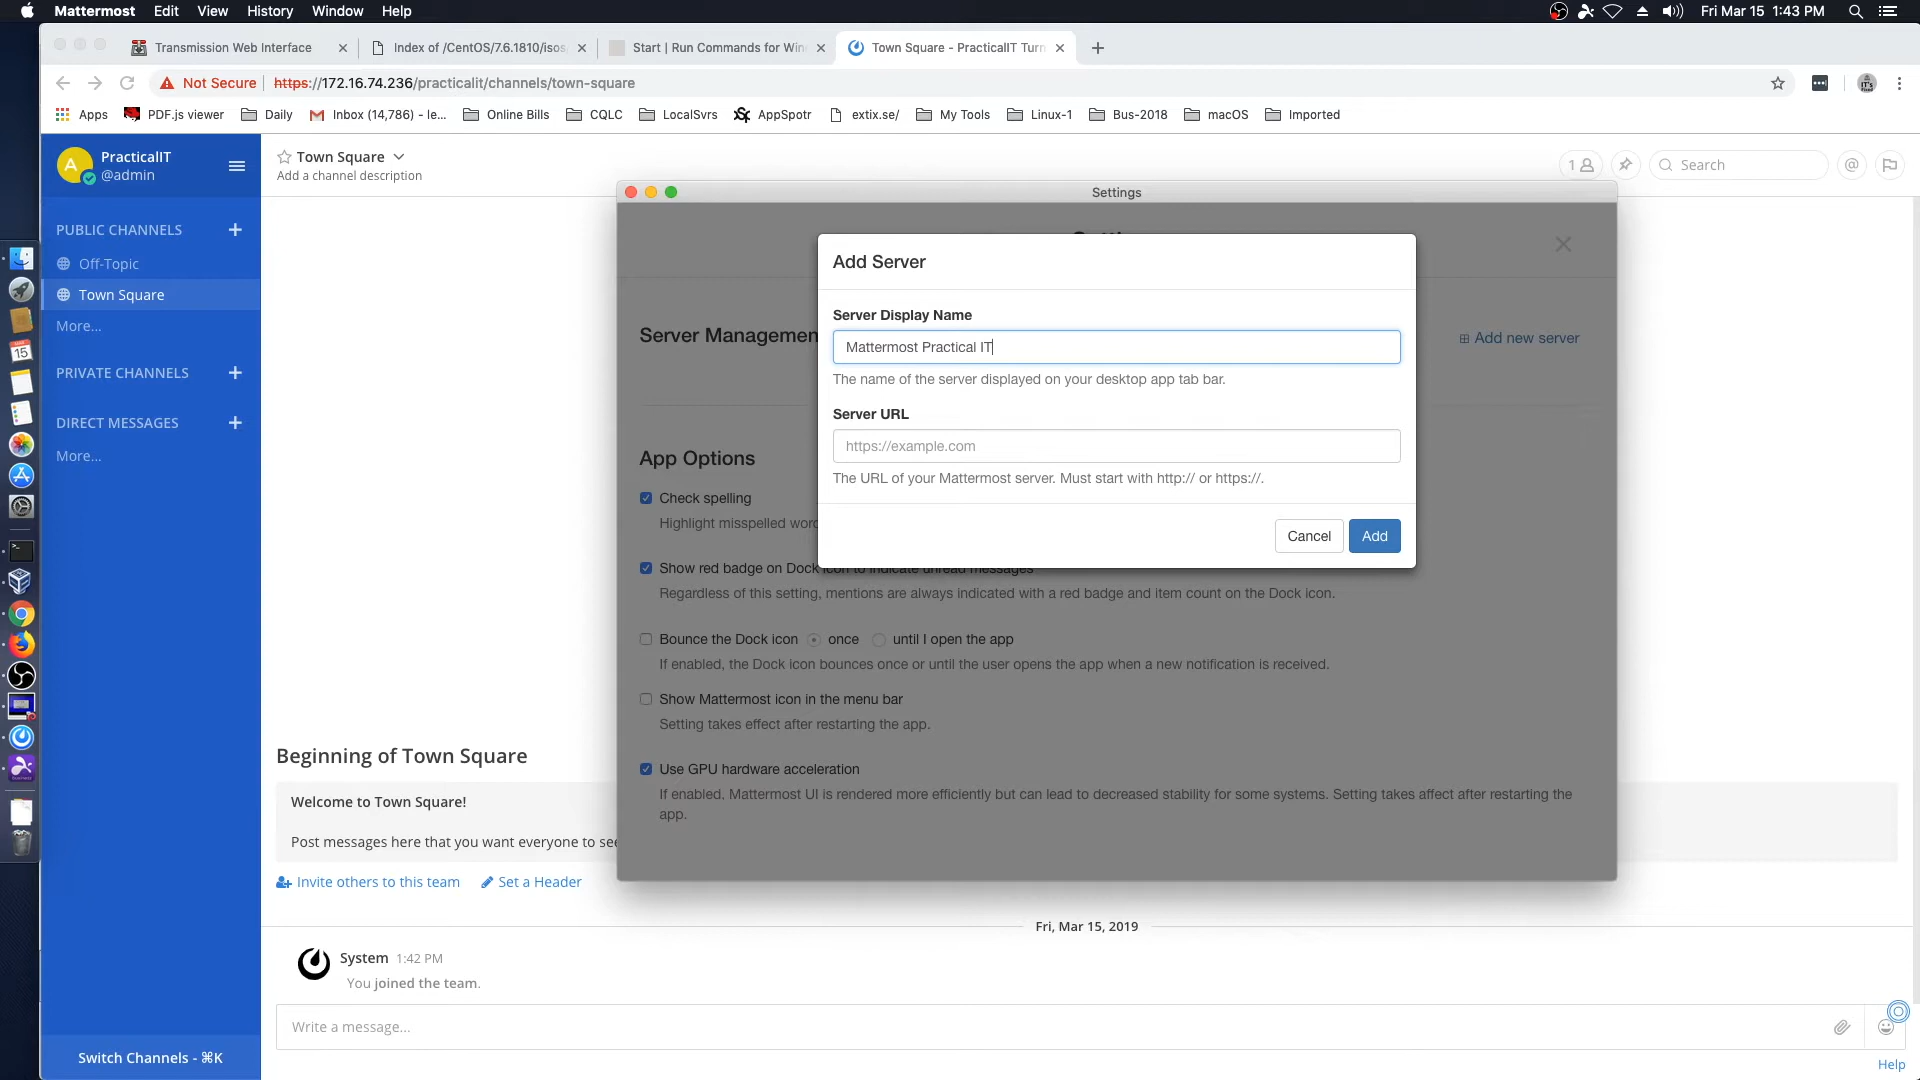 Mattermost Edit View History Window Help
Fri Mar 15 1:43 PM
Transmission Web Interface
Index of /CentOS/7.6.1810/isos
Start | Run Commands for Win
Town Square - PracticalIT Turn
Not Secure https://172.16.74.236/practicalit/channels/town-square
Apps PDF.js viewer Daily Inbox (14,786) - le... Online Bills CQLC LocalSvrs AppSpotr extix.se/ My Tools Linux-1 Bus-2018 macOS Imported
A
PracticalIT
@admin
PUBLIC CHANNELS
Off-Topic
Town Square
More...
PRIVATE CHANNELS
DIRECT MESSAGES
More...
Switch Channels - ⌘K
Town Square
Add a channel description
1
Search
@
Settings
Server Managemen
Add new server
App Options
Check spelling
Highlight misspelled word
Show red badge on Dock icon to indicate unread messages
Regardless of this setting, mentions are always indicated with a red badge and item count on the Dock icon.
Bounce the Dock icon once until I open the app
If enabled, the Dock icon bounces once or until the user opens the app when a new notification is received.
Show Mattermost icon in the menu bar
Setting takes effect after restarting the app.
Use GPU hardware acceleration
If enabled, Mattermost UI is rendered more efficiently but can lead to decreased stability for some systems. Setting takes affect after restarting the
app.
Add Server
Server Display Name
Mattermost Practical IT
The name of the server displayed on your desktop app tab bar.
Server URL
https://example.com
The URL of your Mattermost server. Must start with http:// or https://.
Cancel Add
Beginning of Town Square
Welcome to Town Square!
Post messages here that you want everyone to see
Invite others to this team Set a Header
Fri, Mar 15, 2019
System 1:42 PM
You joined the team.
Write a message...
Help
15